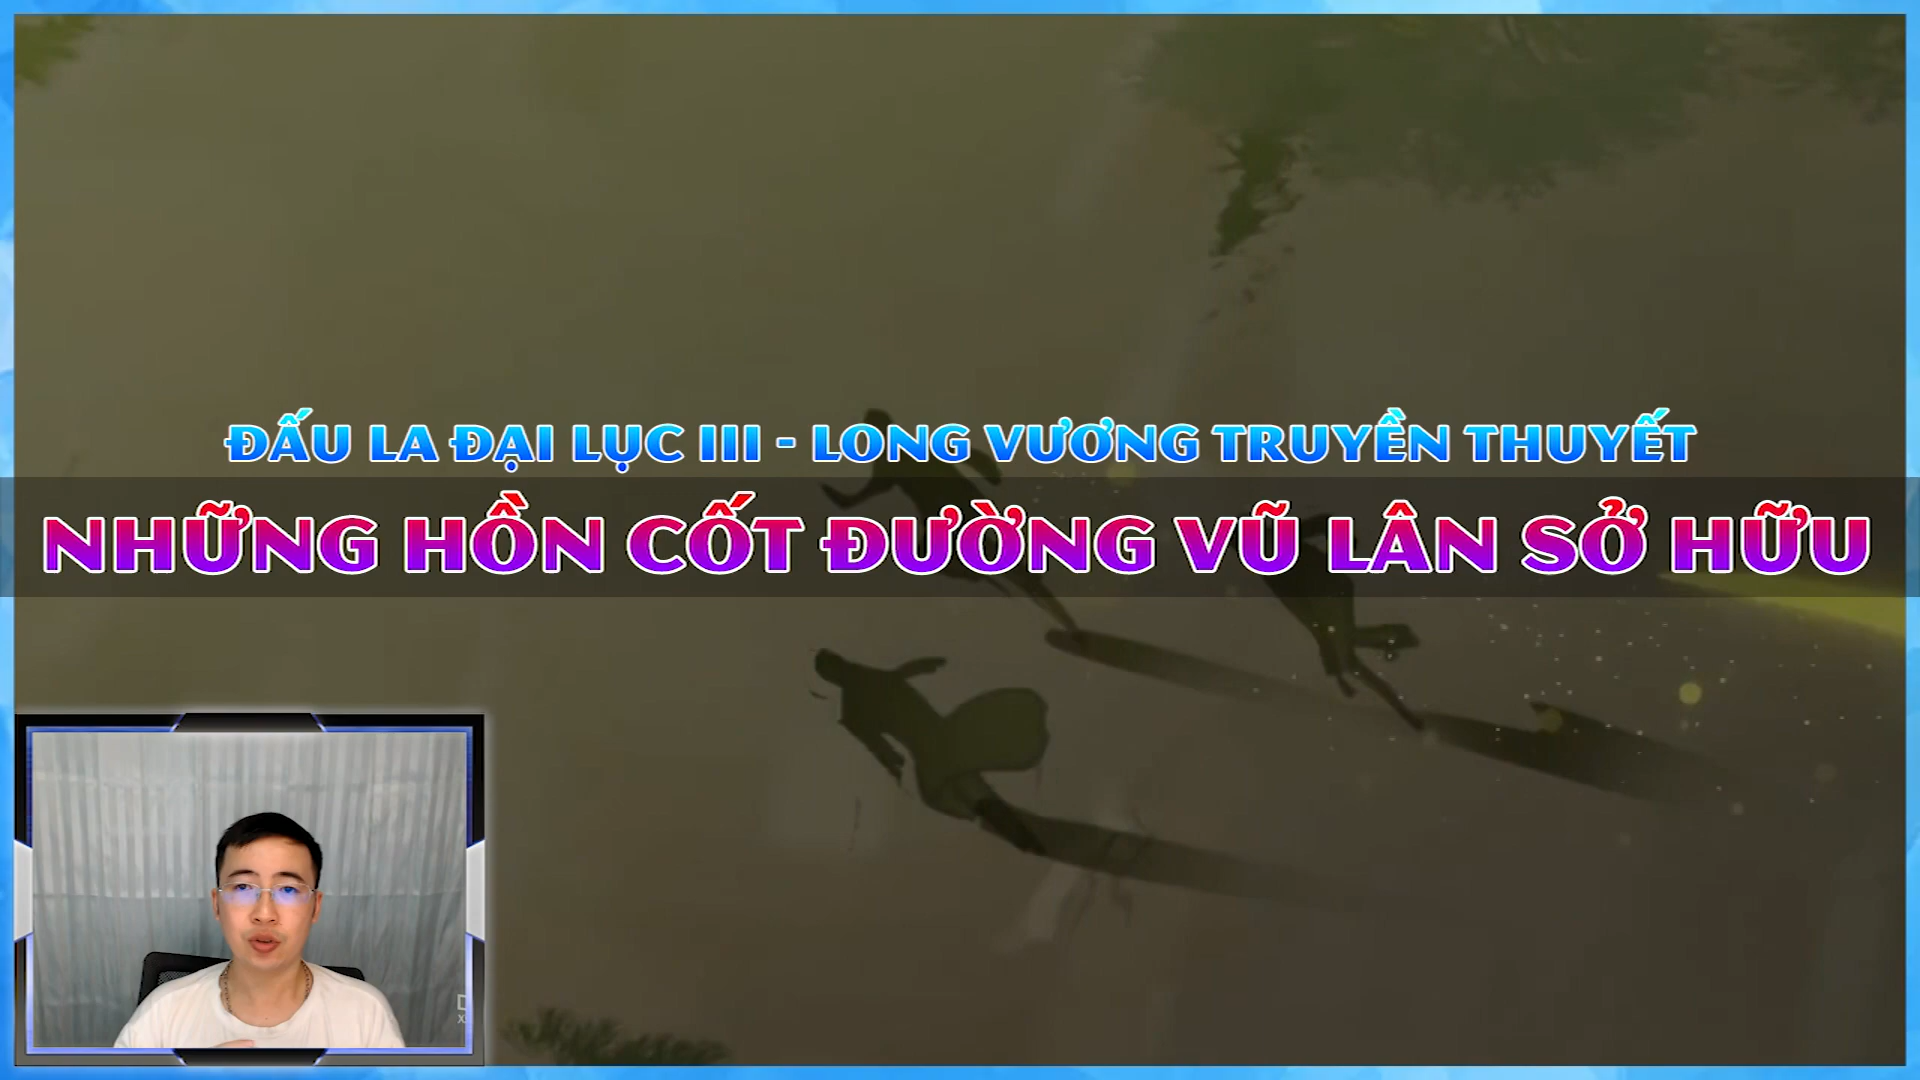 ĐẤU LA ĐẠI LỤC III - LONG VƯƠNG TRUYỀN THUYẾT
NHỮNG HỒN CỐT ĐƯỜNG VŨ LÂN SỞ HỮU